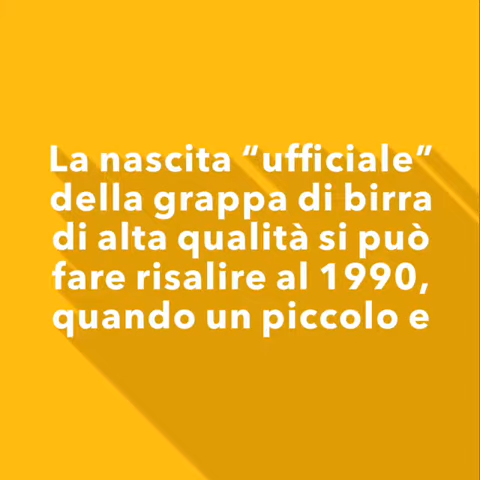 La nascita “ufficiale”
della grappa di birra
di alta qualità si può
fare risalire al 1990,
quando un piccolo e